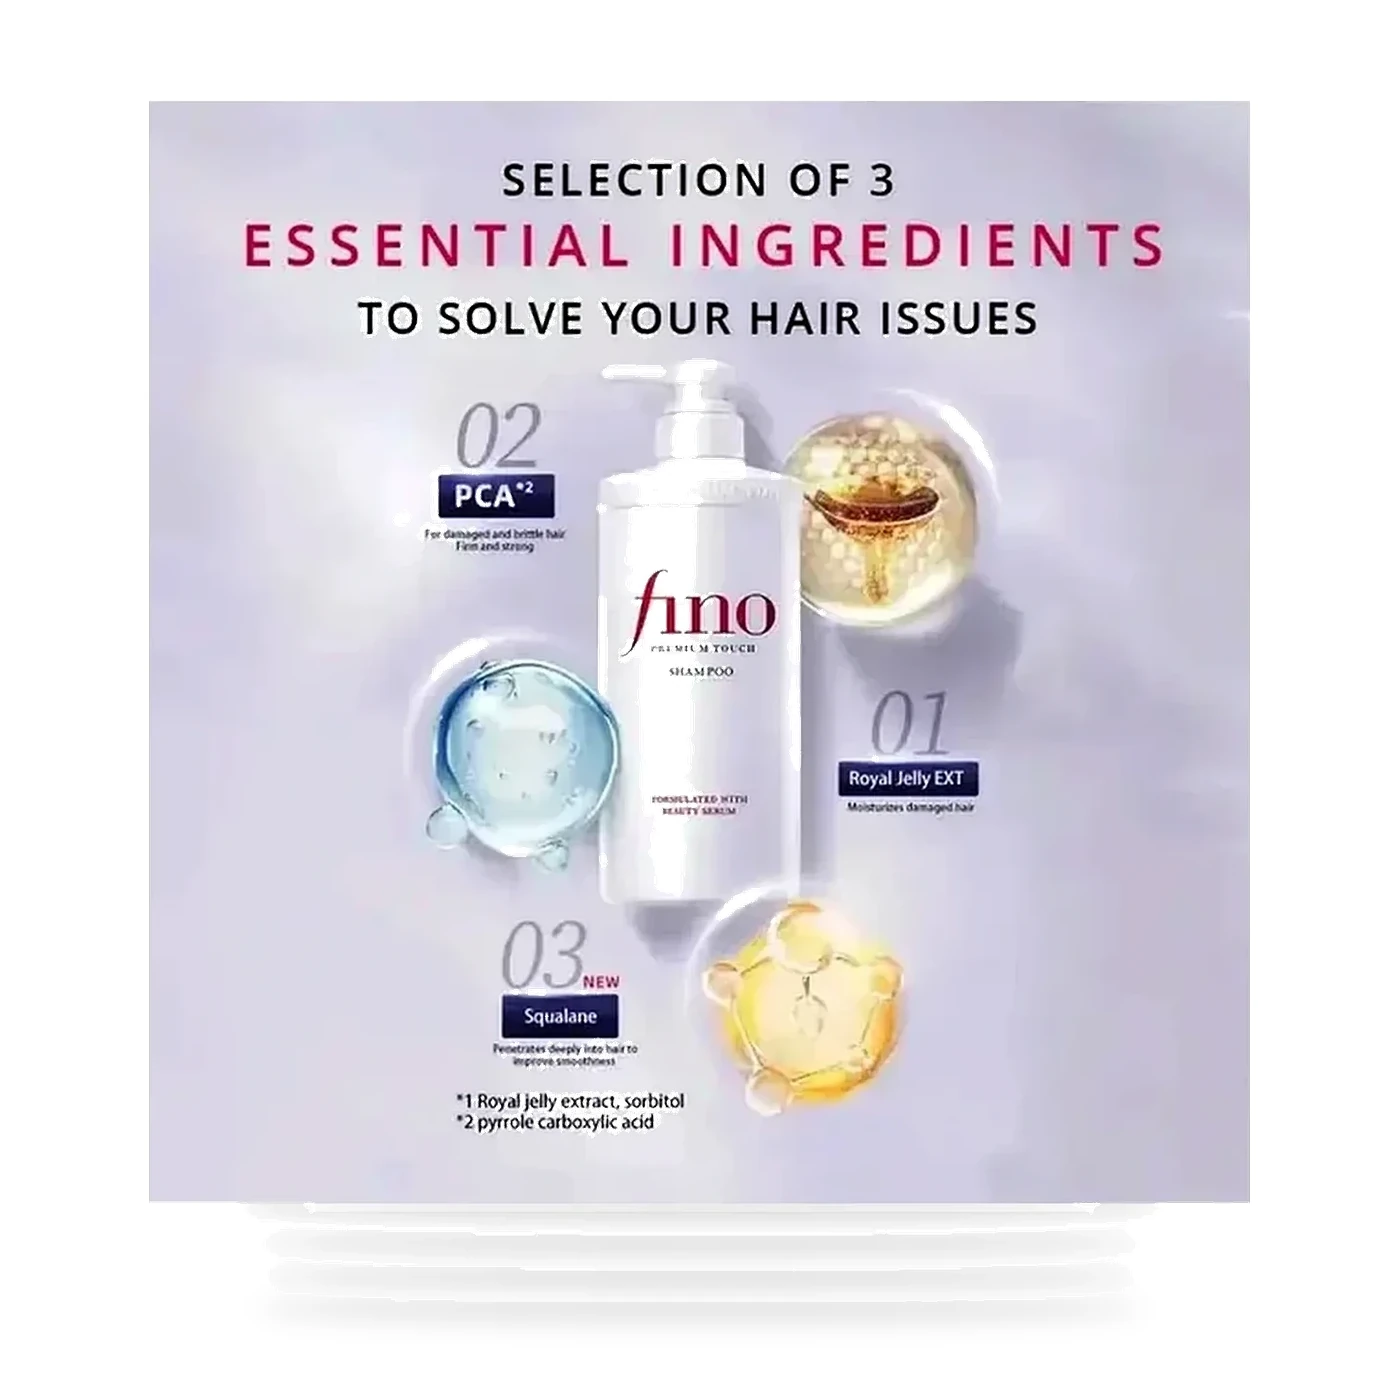 SELECTION OF 3
ESSENTIAL INGREDIENTS
TO SOLVE YOUR HAIR ISSUES
02
PCA*2
For damaged and brittle hair
Firm and strong
fino
PREMIUM TOUCH
SHAMPOO
FORMULATED WITH
BEAUTY SERUM
01
Royal Jelly EXT
Moisturizes damaged hair
03 NEW
Squalane
Penetrates deeply into hair to
improve smoothness
*1 Royal jelly extract, sorbitol
*2 pyrrole carboxylic acid